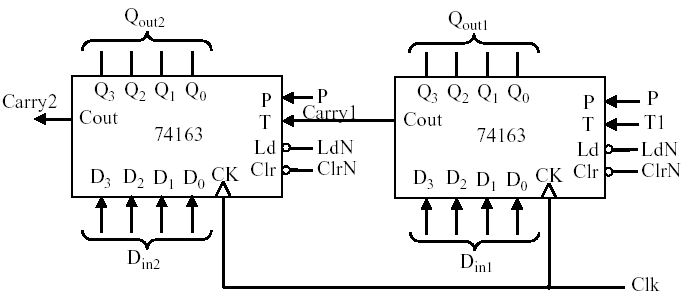 Qout2
Qout1
Q3 Q2 Q1 Q0
Q3 Q2 Q1 Q0
Carry2
Cout
P
P
Carry1
Cout
P
P
74163
T
74163
T
T1
Ld
LdN
Ld
LdN
D3 D2 D1 D0 CK
Clr
ClrN
D3 D2 D1 D0 CK
Clr
ClrN
Din2
Din1
Clk